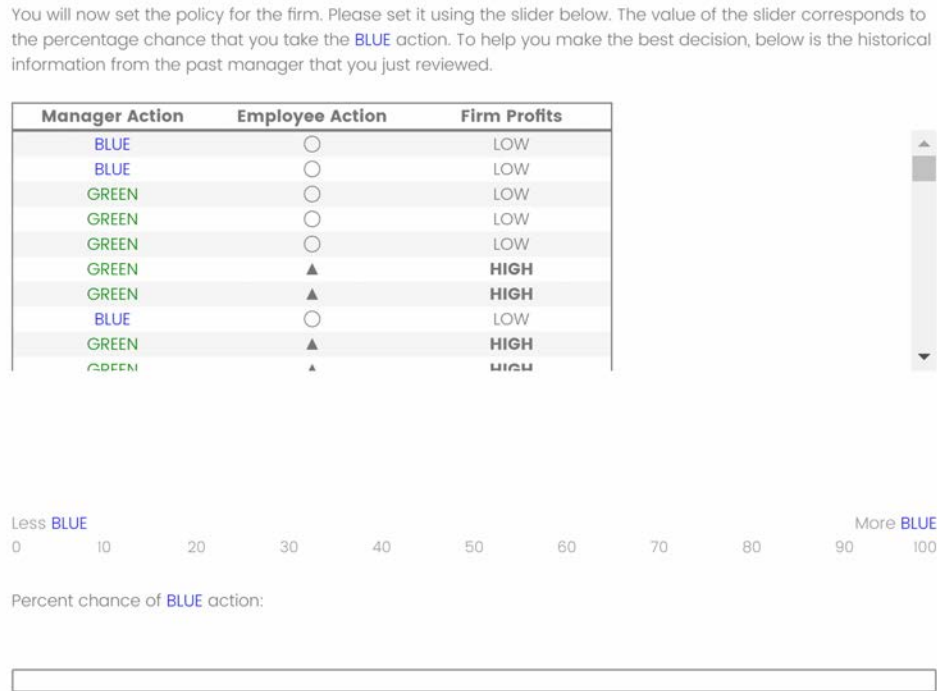 You will now set the policy for the firm. Please set it using the slider below. The value of the slider corresponds to
the percentage chance that you take the BLUE action. To help you make the best decision, below is the historical
information from the past manager that you just reviewed.
Manager Action Employee Action Firm Profits
BLUE ○ LOW
BLUE ○ LOW
GREEN ○ LOW
GREEN ○ LOW
GREEN ○ LOW
GREEN ▲ HIGH
GREEN ▲ HIGH
BLUE ○ LOW
GREEN ▲ HIGH
GREEN ▲ HIGH
Less BLUE More BLUE
0 10 20 30 40 50 60 70 80 90 100
Percent chance of BLUE action: